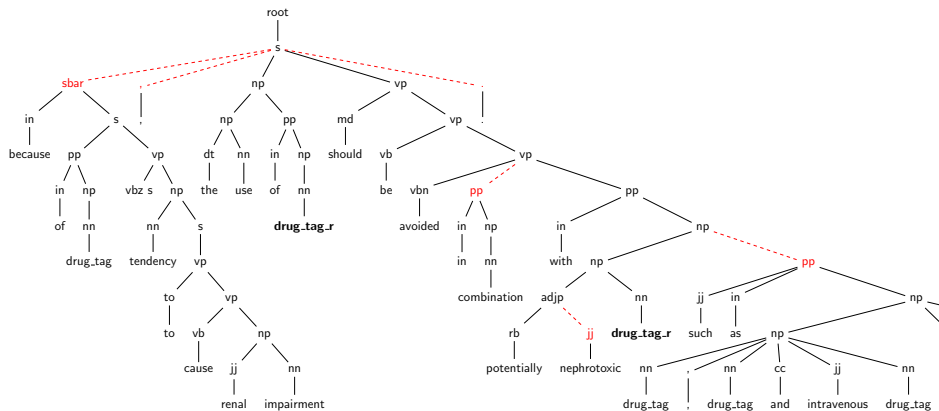 root
s
sbar , np vp .
in s , np pp md vp .
because pp vp dt nn in np should vb vp
in np vbz s np the use of nn be vbn pp pp
of nn nn s drug_tag_r avoided in np in np
drug_tag tendency vp in nn with np pp
to vp combination adjp nn jj in np
to vb np rb jj drug_tag_r such as np
cause jj nn potentially nephrotoxic nn , nn cc jj nn
renal impairment drug_tag , drug_tag and intravenous drug_tag